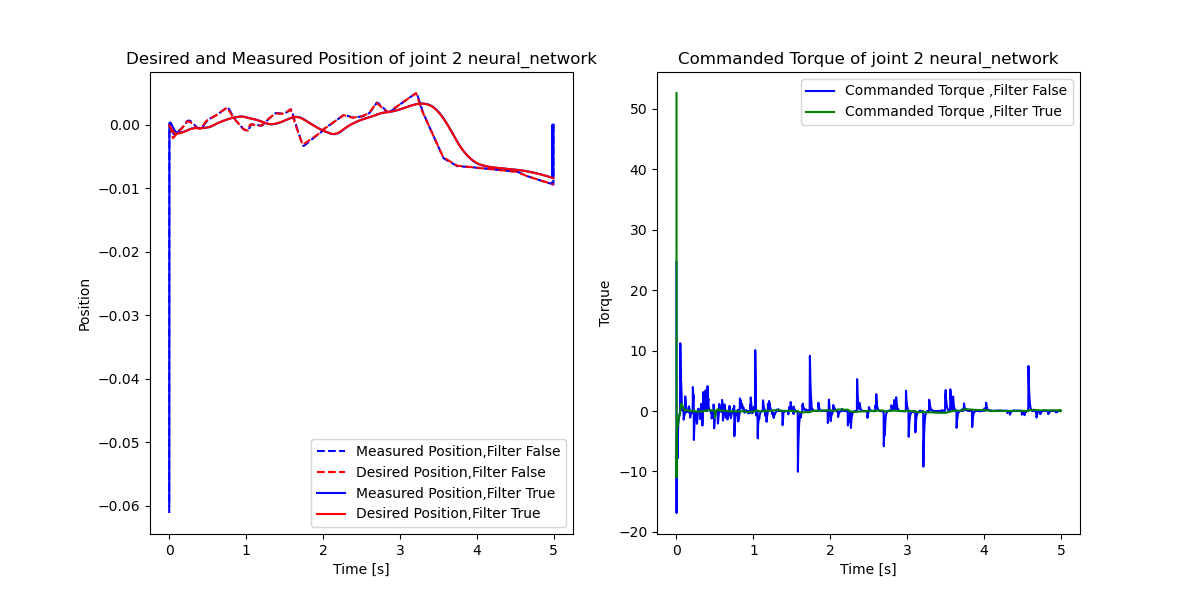 Desired and Measured Position of joint 2 neural_network
0.00
−0.01
−0.02
−0.03
−0.04
−0.05
−0.06
Position
Measured Position,Filter False
Desired Position,Filter False
Measured Position,Filter True
Desired Position,Filter True
0 1 2 3 4 5
Time [s]
Commanded Torque of joint 2 neural_network
Commanded Torque ,Filter False
Commanded Torque ,Filter True
50
40
30
20
10
0
−10
−20
Torque
0 1 2 3 4 5
Time [s]